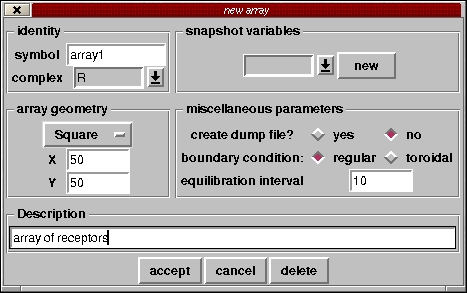 new array
identity
symbol array1
complex R
snapshot variables
new
array geometry
Square
X 50
Y 50
miscellaneous parameters
create dump file? yes no
boundary condition: regular toroidal
equilibration interval 10
Description
array of receptors
accept cancel delete